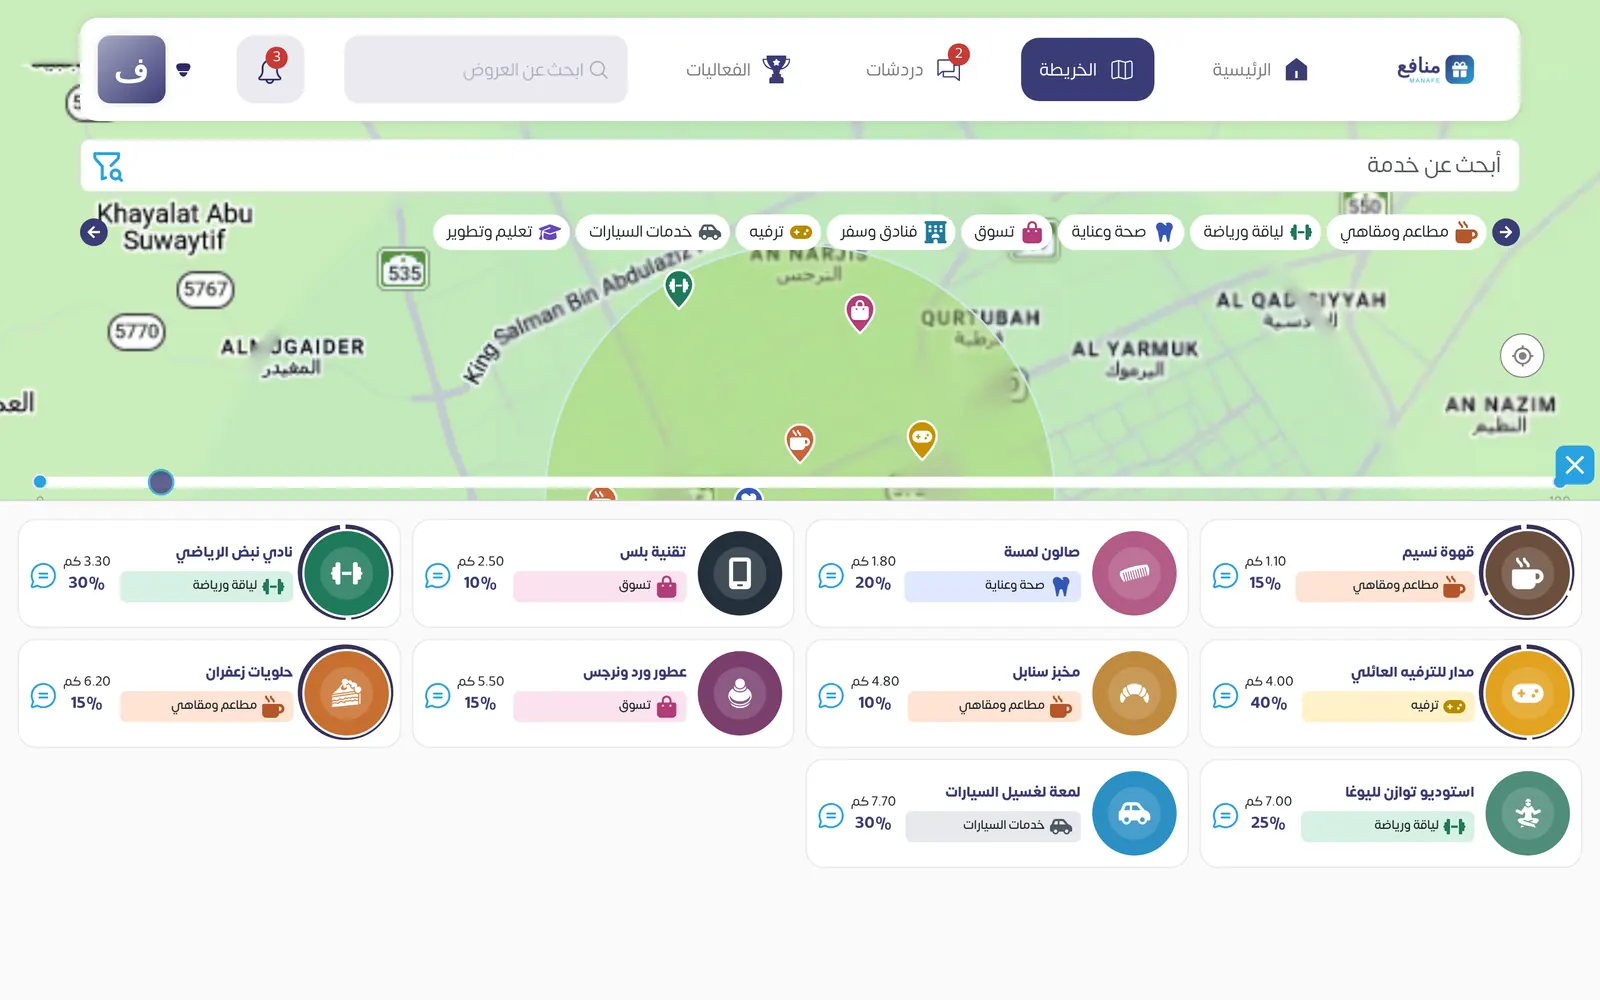 منافع
MANAFE
الرئيسية
الخريطة
دردشات
2
الفعاليات
ابحث عن العروض
3
ف
أبحث عن خدمة
مطاعم ومقاهي
لياقة ورياضة
صحة وعناية
تسوق
فنادق وسفر
ترفيه
خدمات السيارات
تعليم وتطوير
550
Khayalat Abu
Suwaytif
5767
5770
535
King Salman Bin Abdulaziz
AN NARJIS
النرجس
QURTUBAH
قرطبة
AL YARMUK
اليرموك
AN NAZIM
النظيم
المغيدر
0
100
قهوة نسيم
مطاعم ومقاهي
1.10 كم
15%
صالون لمسة
صحة وعناية
1.80 كم
20%
تقنية بلس
تسوق
2.50 كم
10%
نادي نبض الرياضي
لياقة ورياضة
3.30 كم
30%
مدار للترفيه العائلي
ترفيه
4.00 كم
40%
مخبز سنابل
مطاعم ومقاهي
4.80 كم
10%
عطور ورد ونرجس
تسوق
5.50 كم
15%
حلويات زعفران
مطاعم ومقاهي
6.20 كم
15%
استوديو توازن لليوغا
لياقة ورياضة
7.00 كم
25%
لمعة لغسيل السيارات
خدمات السيارات
7.70 كم
30%